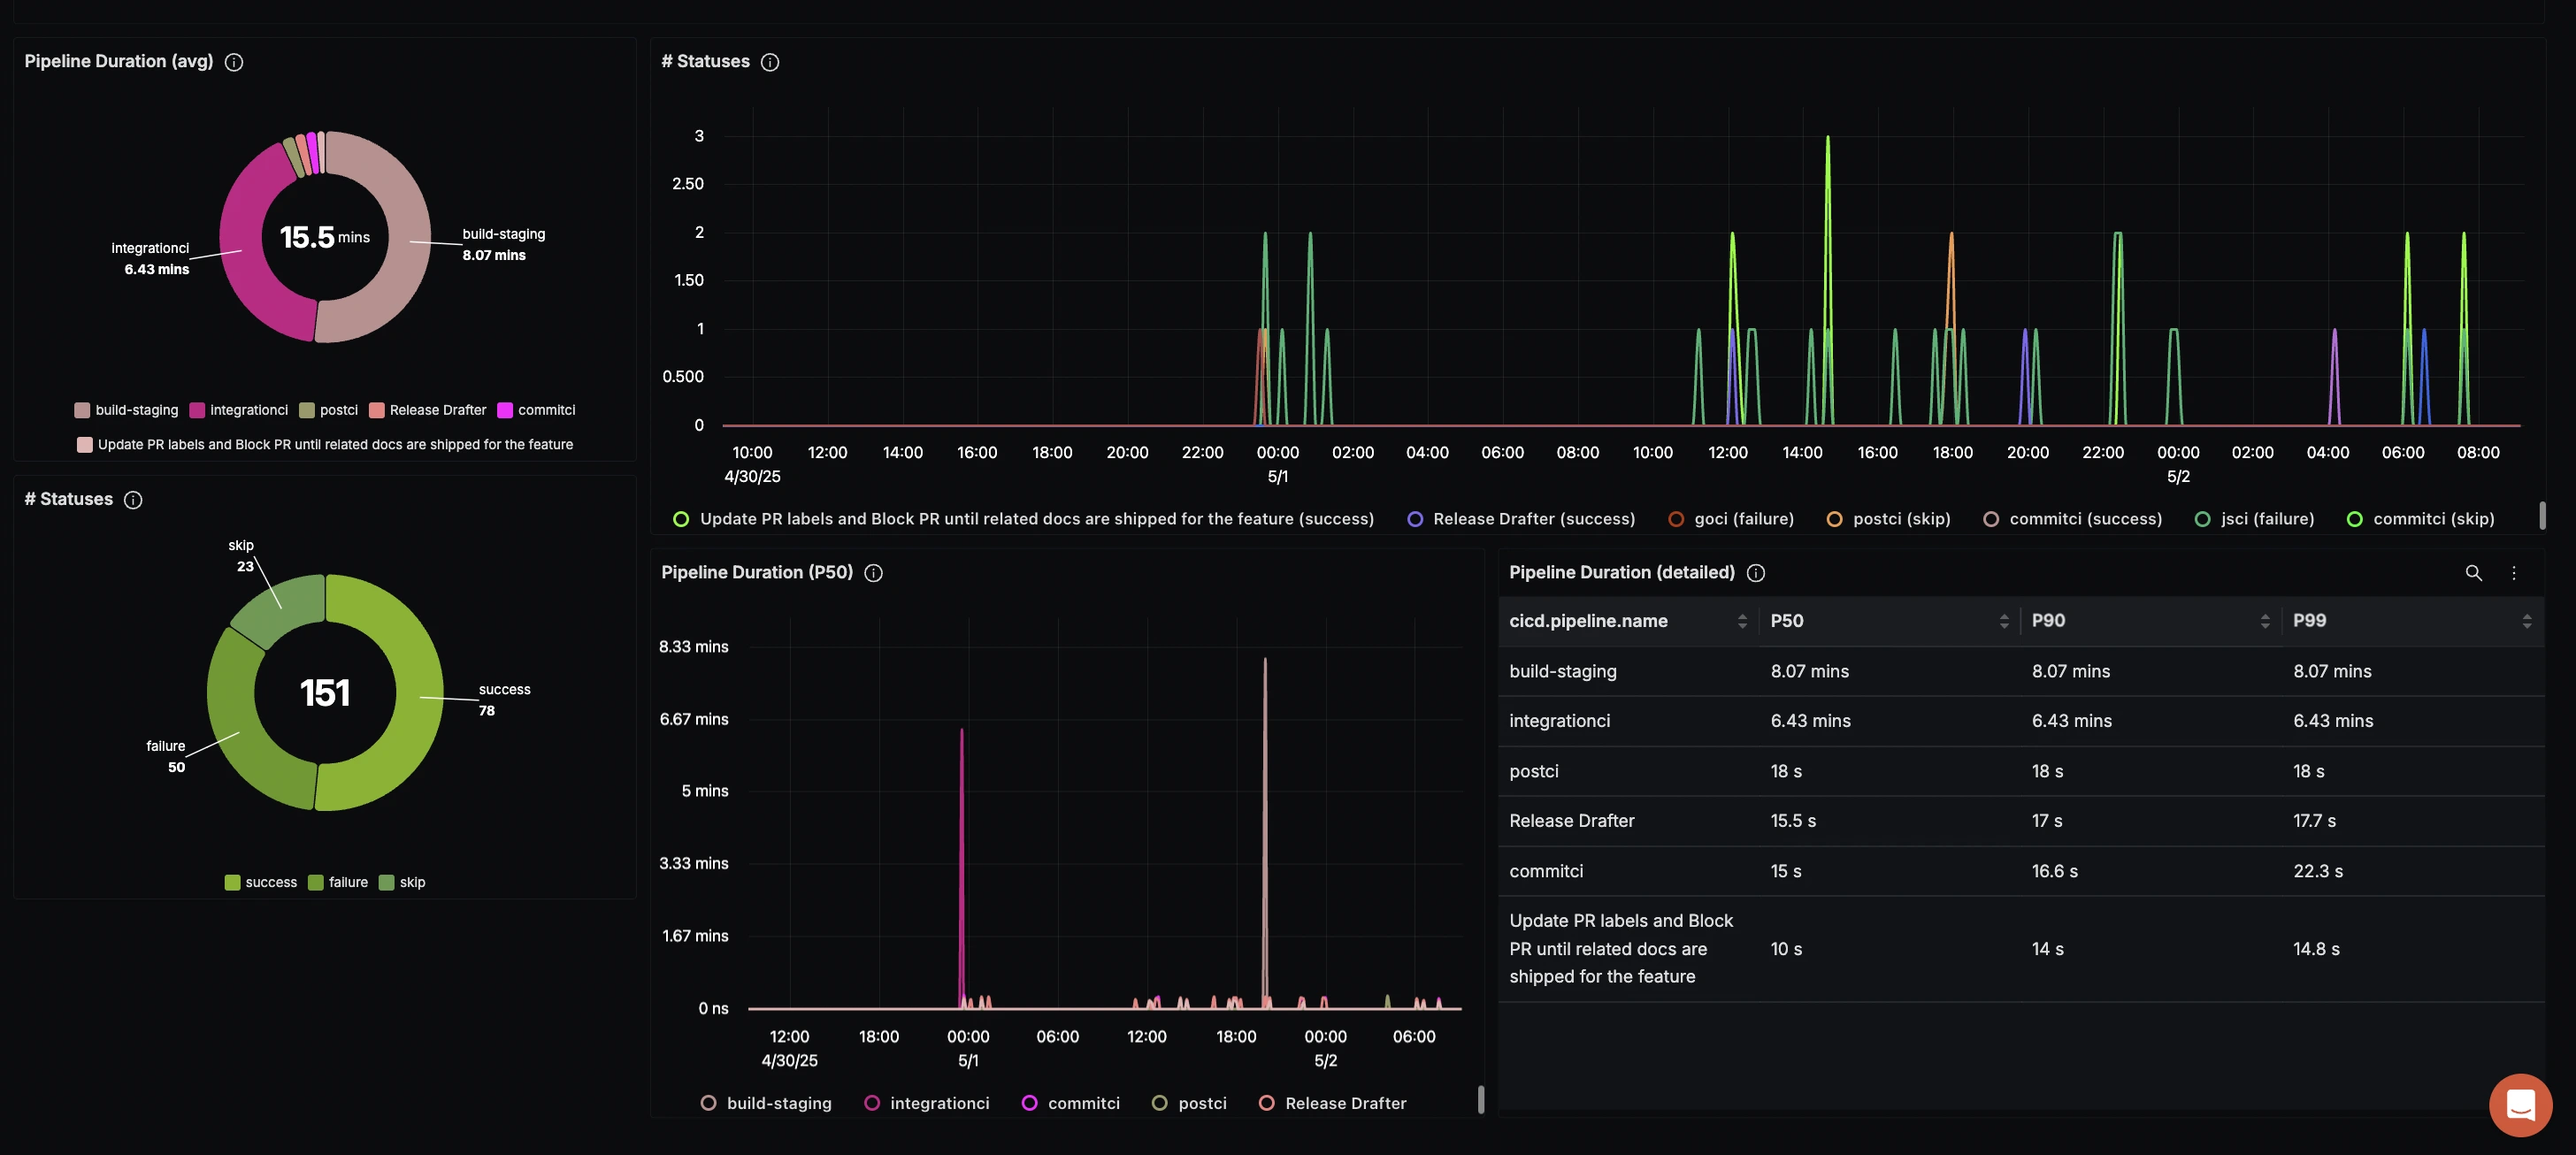 Pipeline Duration (avg)
15.5 mins
integrationci
6.43 mins
build-staging
8.07 mins
build-staging integrationci postci Release Drafter commitci
Update PR labels and Block PR until related docs are shipped for the feature
# Statuses
3
2.50
2
1.50
1
0.500
0
10:00 12:00 14:00 16:00 18:00 20:00 22:00 00:00 02:00 04:00 06:00 08:00 10:00 12:00 14:00 16:00 18:00 20:00 22:00 00:00 02:00 04:00 06:00 08:00
4/30/25 5/1 5/2
Update PR labels and Block PR until related docs are shipped for the feature (success) Release Drafter (success) goci (failure) postci (skip) commitci (success) jsci (failure) commitci (skip)
# Statuses
skip
23
151
success
78
failure
50
success failure skip
Pipeline Duration (P50)
8.33 mins
6.67 mins
5 mins
3.33 mins
1.67 mins
0 ns
12:00 18:00 00:00 06:00 12:00 18:00 00:00 06:00
4/30/25 5/1 5/2
build-staging integrationci commitci postci Release Drafter
Pipeline Duration (detailed)
cicd.pipeline.name P50 P90 P99
build-staging 8.07 mins 8.07 mins 8.07 mins
integrationci 6.43 mins 6.43 mins 6.43 mins
postci 18 s 18 s 18 s
Release Drafter 15.5 s 17 s 17.7 s
commitci 15 s 16.6 s 22.3 s
Update PR labels and Block
PR until related docs are 10 s 14 s 14.8 s
shipped for the feature